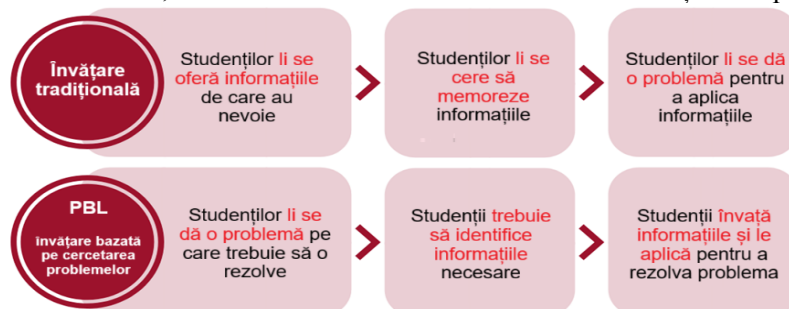 Învățare
tradițională
Studenților li se
oferă informațiile
de care au
nevoie
Studenților li se
cere să
memoreze
informațiile
Studenților li se dă
o problemă pentru
a aplica
informațiile
PBL
învățare bazată
pe cercetarea
problemelor
Studenților li se
dă o problemă pe
care trebuie să o
rezolve
Studenții trebuie
să identifice
informațiile
necesare
Studenții învață
informațiile și le
aplică pentru a
rezolva problema